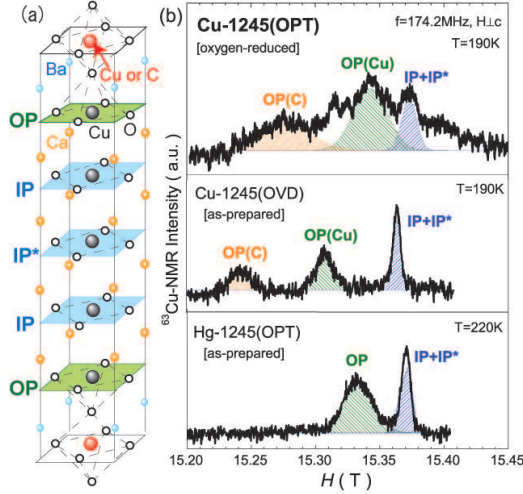 (a)
Cu or C
Ba
OP
Cu
O
Ca
IP
IP*
IP
OP
(b)
Cu-1245(OPT)
[oxygen-reduced]
f=174.2MHz, H⊥c
T=190K
OP(C)
OP(Cu)
IP+IP*
Cu-1245(OVD)
[as-prepared]
T=190K
OP(C)
OP(Cu)
IP+IP*
Hg-1245(OPT)
[as-prepared]
T=220K
OP
IP+IP*
⁶³Cu-NMR Intensity ( a.u. )
15.20 15.25 15.30 15.35 15.40 15.45
H ( T )